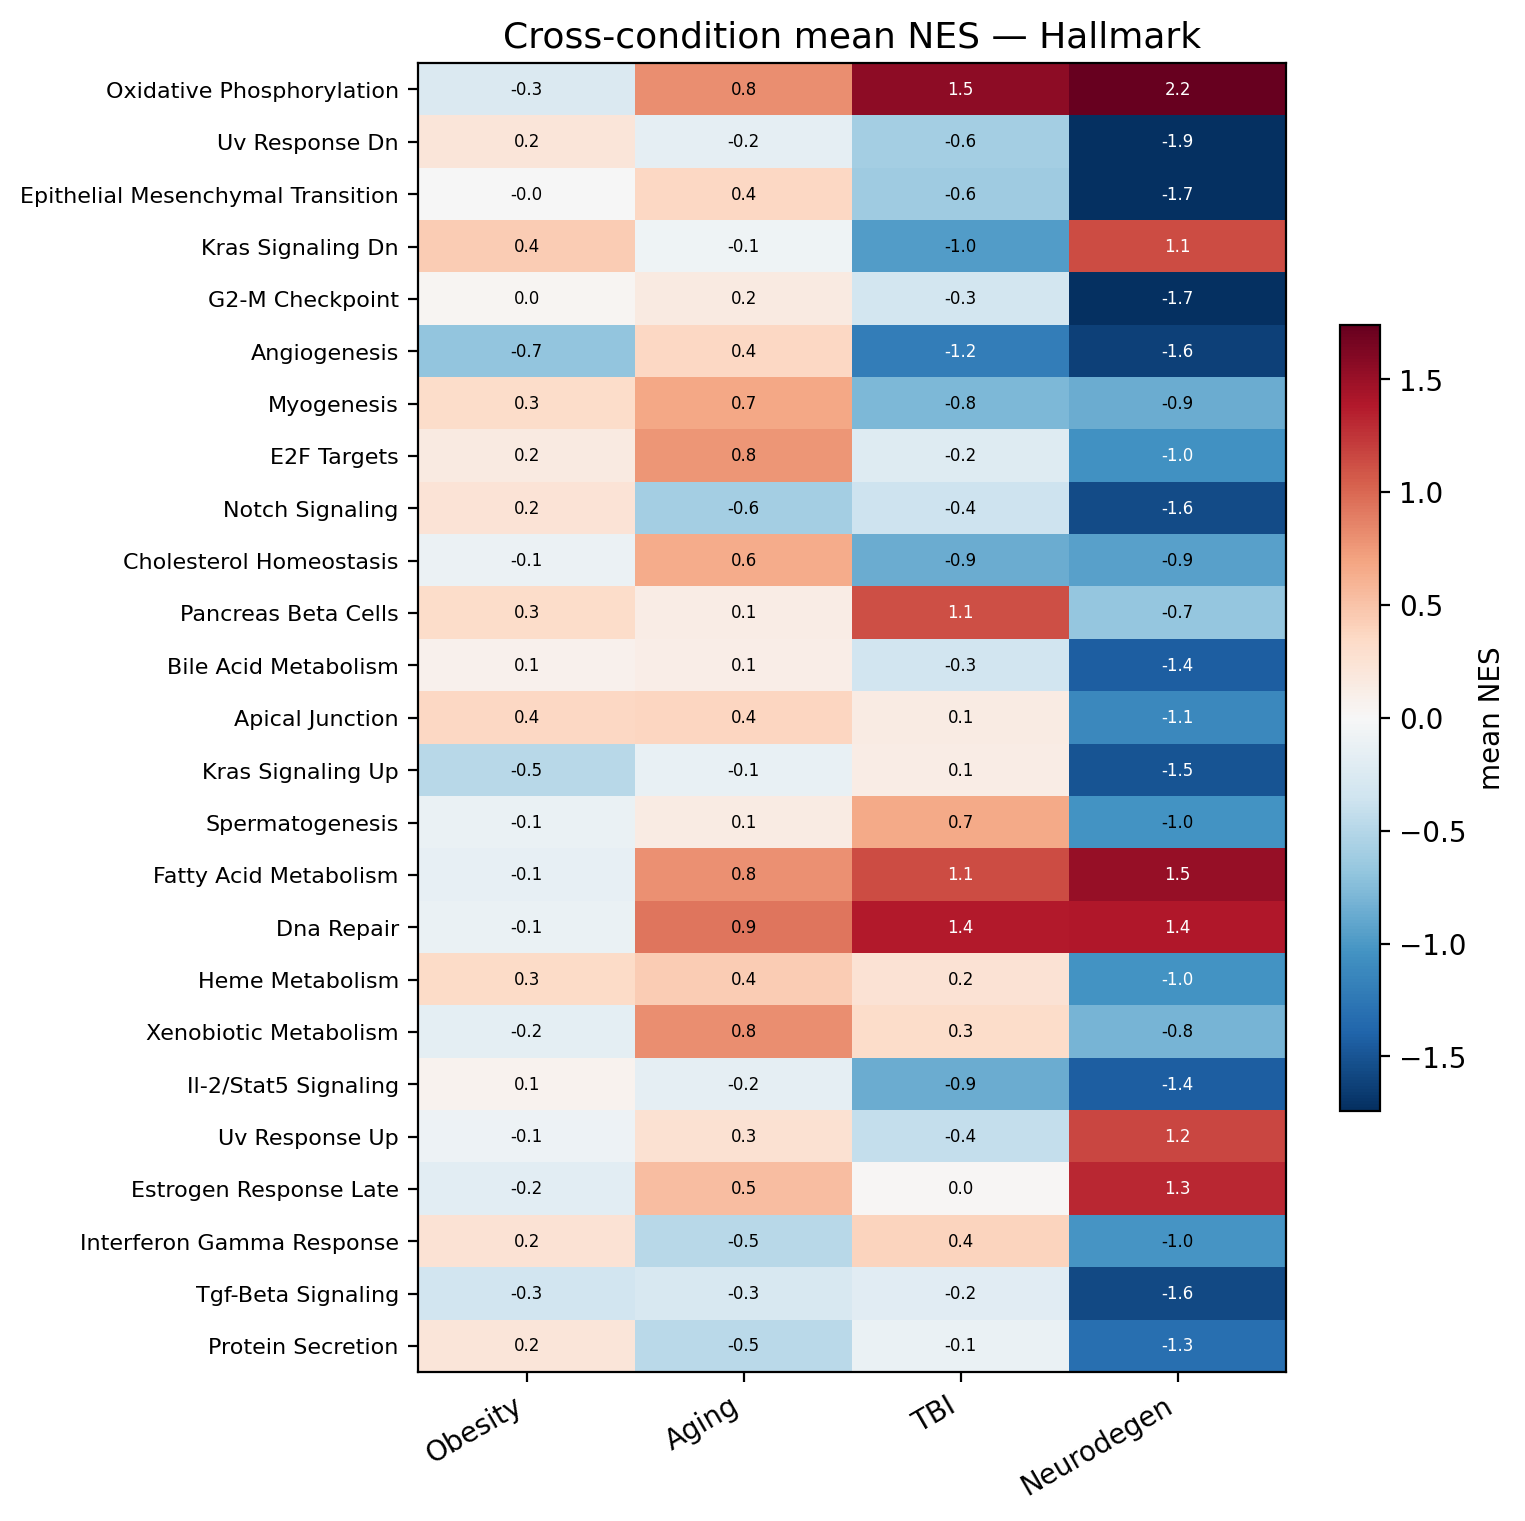 Cross-condition mean NES — Hallmark
Oxidative Phosphorylation -0.3 0.8 1.5 2.2
Uv Response Dn 0.2 -0.2 -0.6 -1.9
Epithelial Mesenchymal Transition -0.0 0.4 -0.6 -1.7
Kras Signaling Dn 0.4 -0.1 -1.0 1.1
G2-M Checkpoint 0.0 0.2 -0.3 -1.7
Angiogenesis -0.7 0.4 -1.2 -1.6
Myogenesis 0.3 0.7 -0.8 -0.9
E2F Targets 0.2 0.8 -0.2 -1.0
Notch Signaling 0.2 -0.6 -0.4 -1.6
Cholesterol Homeostasis -0.1 0.6 -0.9 -0.9
Pancreas Beta Cells 0.3 0.1 1.1 -0.7
Bile Acid Metabolism 0.1 0.1 -0.3 -1.4
Apical Junction 0.4 0.4 0.1 -1.1
Kras Signaling Up -0.5 -0.1 0.1 -1.5
Spermatogenesis -0.1 0.1 0.7 -1.0
Fatty Acid Metabolism -0.1 0.8 1.1 1.5
Dna Repair -0.1 0.9 1.4 1.4
Heme Metabolism 0.3 0.4 0.2 -1.0
Xenobiotic Metabolism -0.2 0.8 0.3 -0.8
Il-2/Stat5 Signaling 0.1 -0.2 -0.9 -1.4
Uv Response Up -0.1 0.3 -0.4 1.2
Estrogen Response Late -0.2 0.5 0.0 1.3
Interferon Gamma Response 0.2 -0.5 0.4 -1.0
Tgf-Beta Signaling -0.3 -0.3 -0.2 -1.6
Protein Secretion 0.2 -0.5 -0.1 -1.3
Obesity Aging TBI Neurodegen
1.5
1.0
0.5
0.0
−0.5
−1.0
−1.5
mean NES